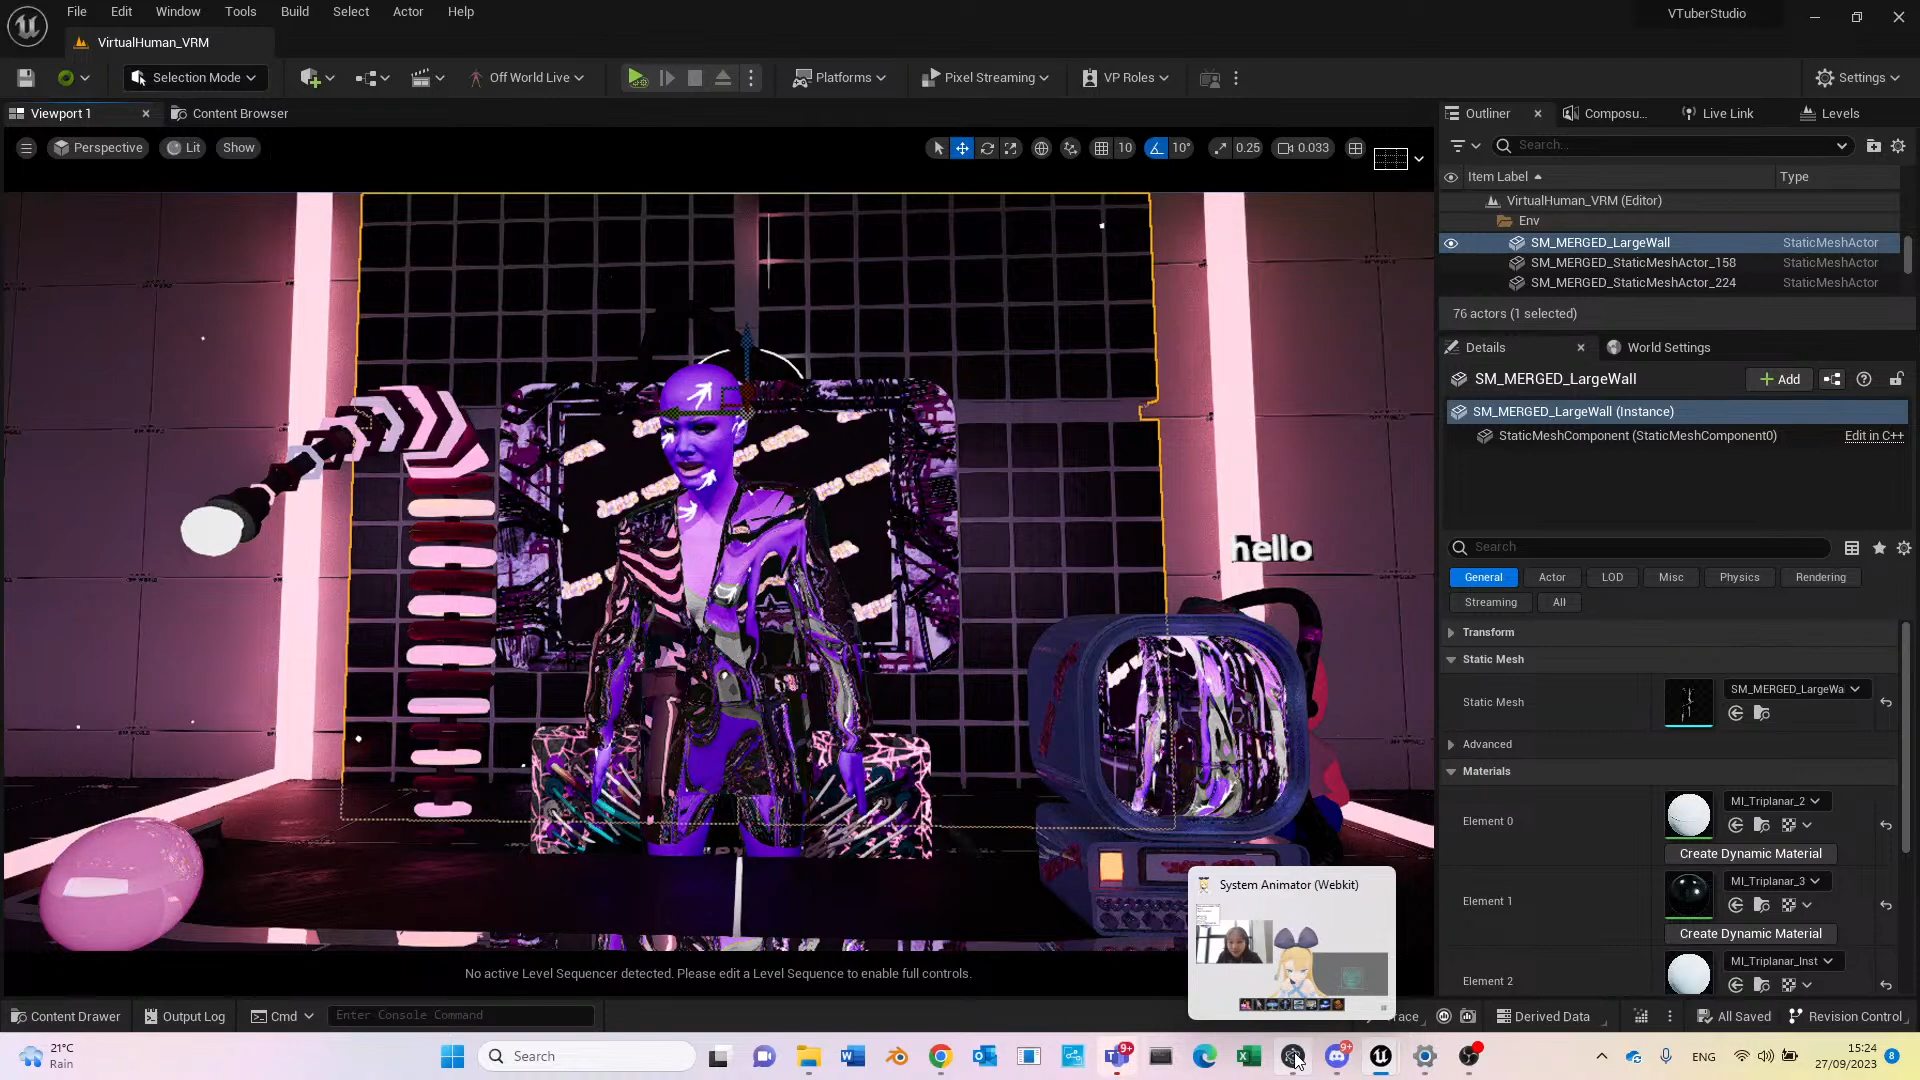 File Edit Window Tools Build Select Actor Help
VTuberStudio
VirtualHuman_VRM
Selection Mode
Off World Live
Platforms
Pixel Streaming
VP Roles
Settings
Viewport 1
Content Browser
Perspective
Lit
Show
10
10°
0.25
0.033
Outliner
Composu...
Live Link
Levels
Search...
Item Label
Type
VirtualHuman_VRM (Editor)
Env
SM_MERGED_LargeWall StaticMeshActor
SM_MERGED_StaticMeshActor_158 StaticMeshActor
SM_MERGED_StaticMeshActor_224 StaticMeshActor
76 actors (1 selected)
Details
World Settings
SM_MERGED_LargeWall
Add
SM_MERGED_LargeWall (Instance)
StaticMeshComponent (StaticMeshComponent0)
Edit in C++
Search
General
Actor
LOD
Misc
Physics
Rendering
Streaming
All
Transform
Static Mesh
Static Mesh
SM_MERGED_LargeWa
Advanced
Materials
Element 0
MI_Triplanar_2
Create Dynamic Material
Element 1
MI_Triplanar_3
Create Dynamic Material
Element 2
MI_Triplanar_Inst
hello
System Animator (Webkit)
No active Level Sequencer detected. Please edit a Level Sequence to enable full controls.
Content Drawer
Output Log
Cmd
Enter Console Command
Derived Data
All Saved
Revision Control
21°C
Rain
Search
9+
9+
ENG
15:24
27/09/2023
8